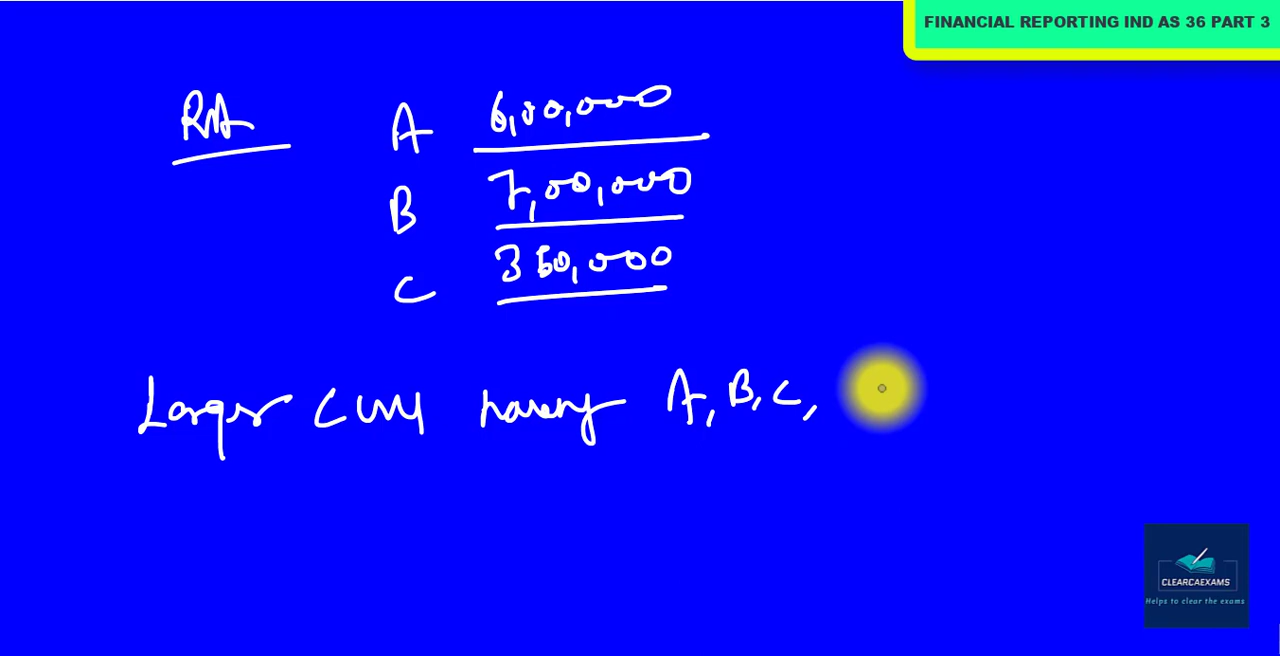 FINANCIAL REPORTING IND AS 36 PART 3
RA A 6,00,000
B 7,00,000
C 350,000
Larger CGU having A, B, C,
CLEARCAEXAMS
Helps to clear the exams